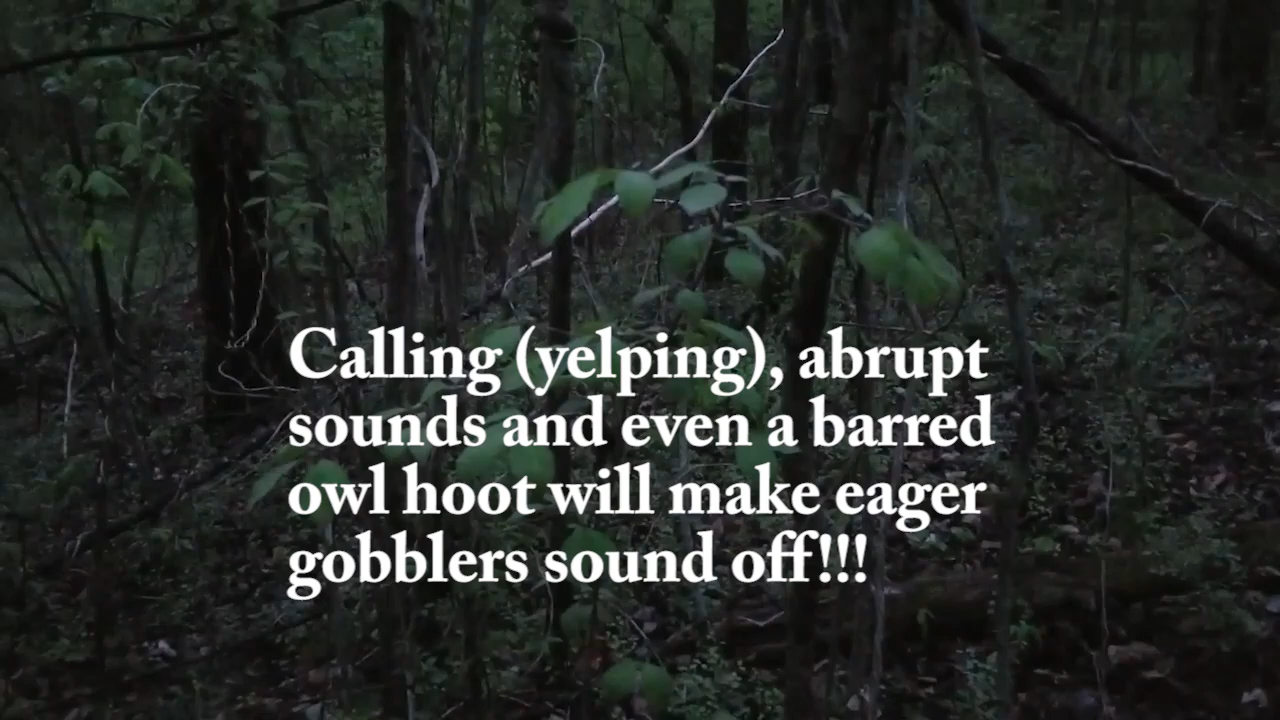 Calling (yelping), abrupt
sounds and even a barred
owl hoot will make eager
gobblers sound off!!!